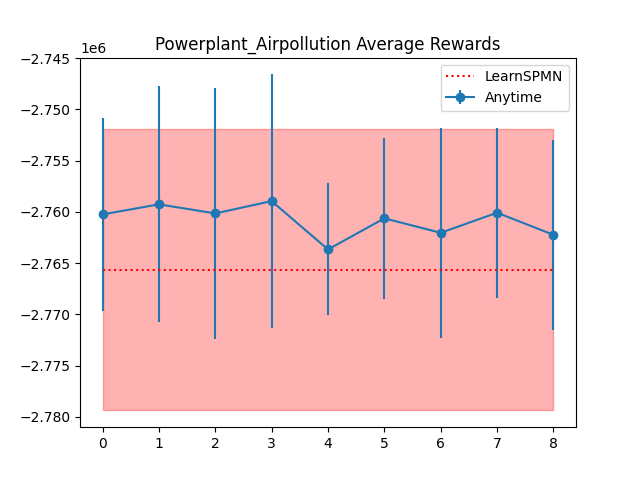 Powerplant_Airpollution Average Rewards
1e6
LearnSPMN
Anytime
−2.745
−2.750
−2.755
−2.760
−2.765
−2.770
−2.775
−2.780
0 1 2 3 4 5 6 7 8